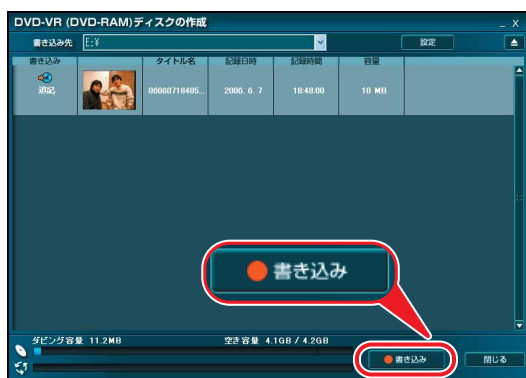 DVD-VR (DVD-RAM)ディスクの作成
書き込み先 E:¥ 設定
書き込み タイトル名 記録日時 記録時間 容量
追記 06060718485... 2006. 6. 7 18:48:00 10 MB
書き込み
ダビング容量 11.2MB 空き容量 4.1GB / 4.2GB
書き込み 閉じる